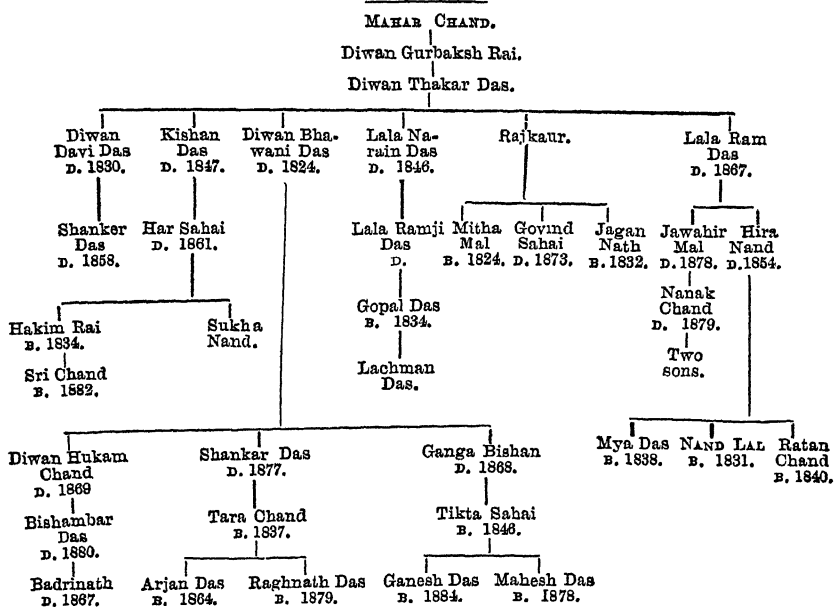 MAHAR CHAND.
Diwan Gurbaksh Rai.
Diwan Thakar Das.
Diwan Davi Das D. 1830.
Kishan Das D. 1847.
Diwan Bhawani Das D. 1824.
Lala Narain Das D. 1846.
Rajkaur.
Lala Ram Das D. 1867.
Shanker Das D. 1858.
Har Sahai D. 1861.
Lala Ramji Das D.
Mitha Mal B. 1824.
Govind Sahai D. 1873.
Jagan Nath B. 1832.
Jawahir Mal D. 1878.
Hira Nand D. 1854.
Hakim Rai B. 1834.
Sukha Nand.
Gopal Das B. 1834.
Nanak Chand D. 1879.
Sri Chand B. 1882.
Lachman Das.
Two sons.
Diwan Hukam Chand D. 1869
Shankar Das D. 1877.
Ganga Bishan D. 1868.
Mya Das B. 1838.
NAND LAL B. 1831.
Ratan Chand B. 1840.
Bishambar Das D. 1880.
Tara Chand B. 1837.
Tikta Sahai B. 1846.
Badrinath D. 1867.
Arjan Das B. 1864.
Raghnath Das B. 1879.
Ganesh Das B. 1884.
Mahesh Das B. 1878.